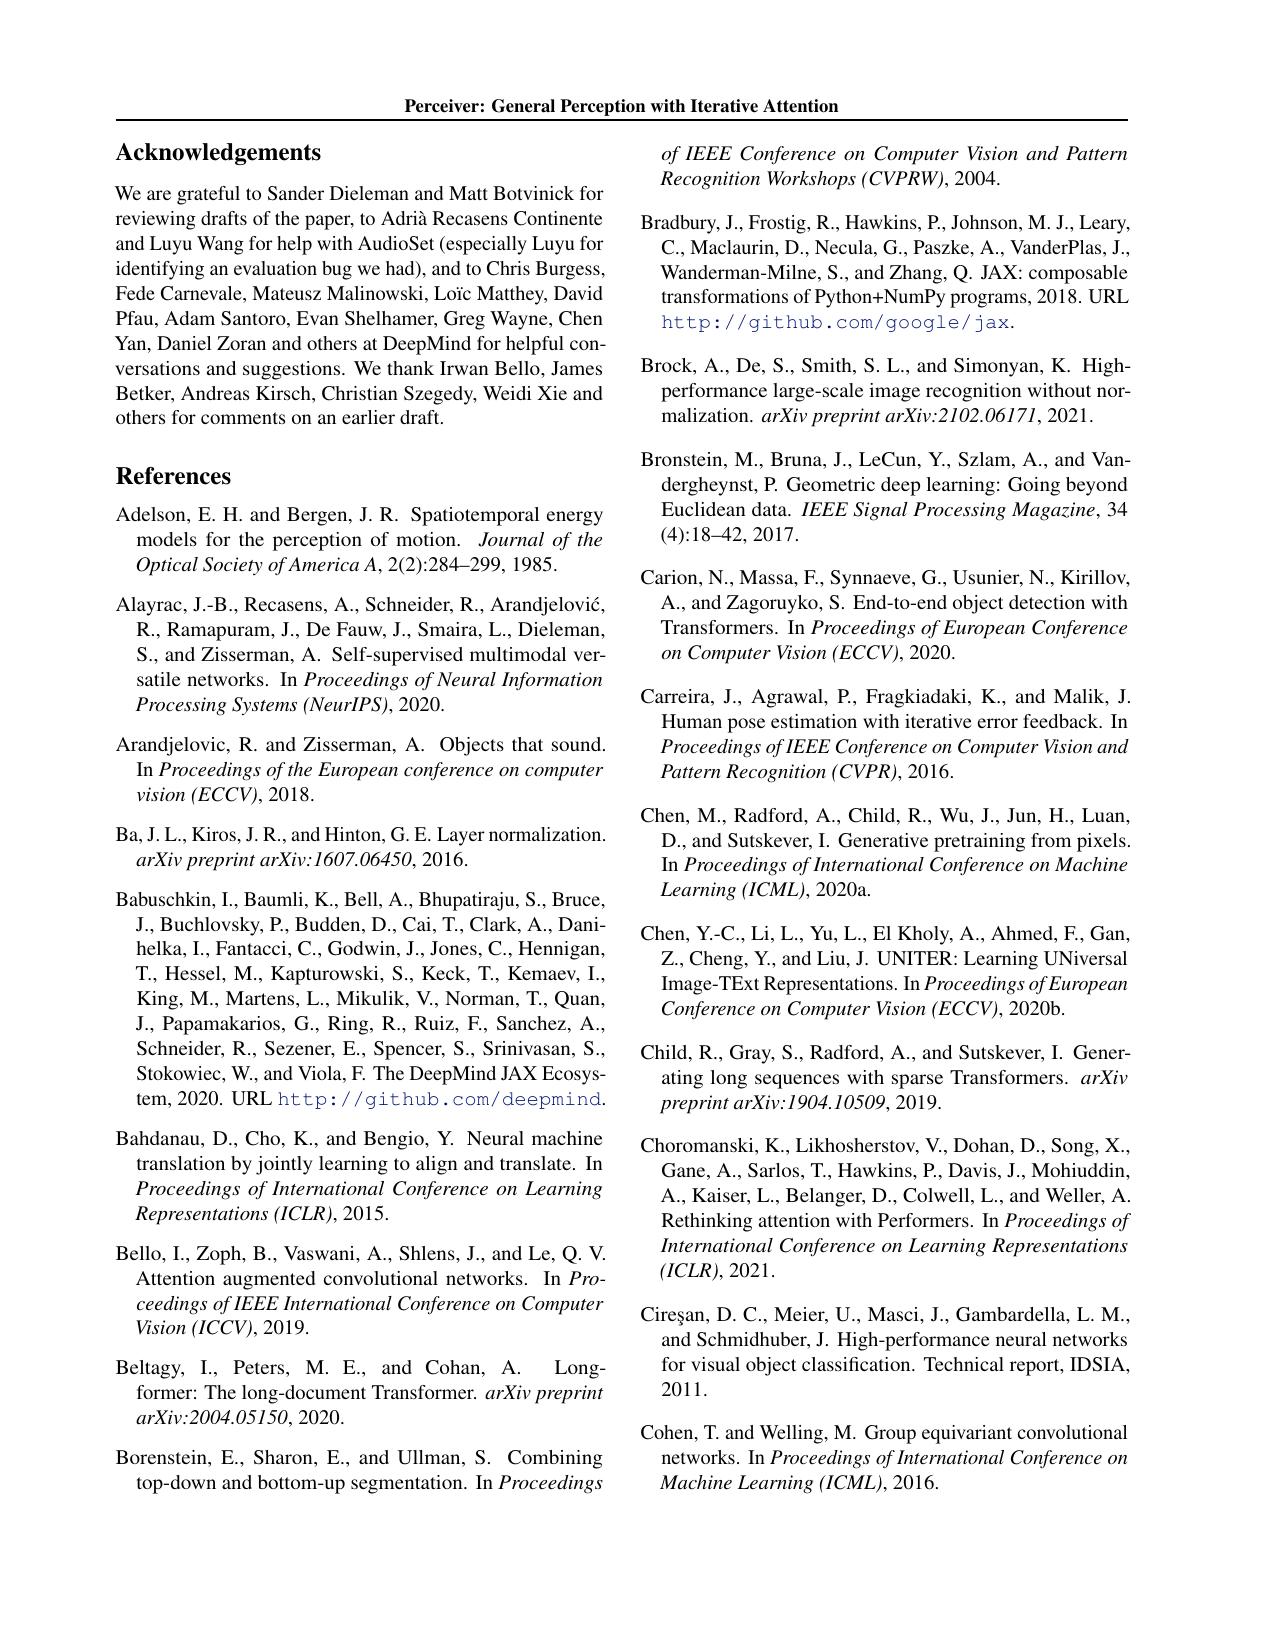 Perceiver: General Perception with Iterative Attention
Acknowledgements
We are grateful to Sander Dieleman and Matt Botvinick for
reviewing drafts of the paper, to Adrià Recasens Continente
and Luyu Wang for help with AudioSet (especially Luyu for
identifying an evaluation bug we had), and to Chris Burgess,
Fede Carnevale, Mateusz Malinowski, Loïc Matthey, David
Pfau, Adam Santoro, Evan Shelhamer, Greg Wayne, Chen
Yan, Daniel Zoran and others at DeepMind for helpful con-
versations and suggestions. We thank Irwan Bello, James
Betker, Andreas Kirsch, Christian Szegedy, Weidi Xie and
others for comments on an earlier draft.
References
Adelson, E. H. and Bergen, J. R. Spatiotemporal energy
models for the perception of motion. Journal of the
Optical Society of America A, 2(2):284–299, 1985.
Alayrac, J.-B., Recasens, A., Schneider, R., Arandjelović,
R., Ramapuram, J., De Fauw, J., Smaira, L., Dieleman,
S., and Zisserman, A. Self-supervised multimodal ver-
satile networks. In Proceedings of Neural Information
Processing Systems (NeurIPS), 2020.
Arandjelovic, R. and Zisserman, A. Objects that sound.
In Proceedings of the European conference on computer
vision (ECCV), 2018.
Ba, J. L., Kiros, J. R., and Hinton, G. E. Layer normalization.
arXiv preprint arXiv:1607.06450, 2016.
Babuschkin, I., Baumli, K., Bell, A., Bhupatiraju, S., Bruce,
J., Buchlovsky, P., Budden, D., Cai, T., Clark, A., Dani-
helka, I., Fantacci, C., Godwin, J., Jones, C., Hennigan,
T., Hessel, M., Kapturowski, S., Keck, T., Kemaev, I.,
King, M., Martens, L., Mikulik, V., Norman, T., Quan,
J., Papamakarios, G., Ring, R., Ruiz, F., Sanchez, A.,
Schneider, R., Sezener, E., Spencer, S., Srinivasan, S.,
Stokowiec, W., and Viola, F. The DeepMind JAX Ecosys-
tem, 2020. URL http://github.com/deepmind.
Bahdanau, D., Cho, K., and Bengio, Y. Neural machine
translation by jointly learning to align and translate. In
Proceedings of International Conference on Learning
Representations (ICLR), 2015.
Bello, I., Zoph, B., Vaswani, A., Shlens, J., and Le, Q. V.
Attention augmented convolutional networks. In Pro-
ceedings of IEEE International Conference on Computer
Vision (ICCV), 2019.
Beltagy, I., Peters, M. E., and Cohan, A. Long-
former: The long-document Transformer. arXiv preprint
arXiv:2004.05150, 2020.
Borenstein, E., Sharon, E., and Ullman, S. Combining
top-down and bottom-up segmentation. In Proceedings
of IEEE Conference on Computer Vision and Pattern
Recognition Workshops (CVPRW), 2004.
Bradbury, J., Frostig, R., Hawkins, P., Johnson, M. J., Leary,
C., Maclaurin, D., Necula, G., Paszke, A., VanderPlas, J.,
Wanderman-Milne, S., and Zhang, Q. JAX: composable
transformations of Python+NumPy programs, 2018. URL
http://github.com/google/jax.
Brock, A., De, S., Smith, S. L., and Simonyan, K. High-
performance large-scale image recognition without nor-
malization. arXiv preprint arXiv:2102.06171, 2021.
Bronstein, M., Bruna, J., LeCun, Y., Szlam, A., and Van-
dergheynst, P. Geometric deep learning: Going beyond
Euclidean data. IEEE Signal Processing Magazine, 34
(4):18–42, 2017.
Carion, N., Massa, F., Synnaeve, G., Usunier, N., Kirillov,
A., and Zagoruyko, S. End-to-end object detection with
Transformers. In Proceedings of European Conference
on Computer Vision (ECCV), 2020.
Carreira, J., Agrawal, P., Fragkiadaki, K., and Malik, J.
Human pose estimation with iterative error feedback. In
Proceedings of IEEE Conference on Computer Vision and
Pattern Recognition (CVPR), 2016.
Chen, M., Radford, A., Child, R., Wu, J., Jun, H., Luan,
D., and Sutskever, I. Generative pretraining from pixels.
In Proceedings of International Conference on Machine
Learning (ICML), 2020a.
Chen, Y.-C., Li, L., Yu, L., El Kholy, A., Ahmed, F., Gan,
Z., Cheng, Y., and Liu, J. UNITER: Learning UNiversal
Image-TExt Representations. In Proceedings of European
Conference on Computer Vision (ECCV), 2020b.
Child, R., Gray, S., Radford, A., and Sutskever, I. Gener-
ating long sequences with sparse Transformers. arXiv
preprint arXiv:1904.10509, 2019.
Choromanski, K., Likhosherstov, V., Dohan, D., Song, X.,
Gane, A., Sarlos, T., Hawkins, P., Davis, J., Mohiuddin,
A., Kaiser, L., Belanger, D., Colwell, L., and Weller, A.
Rethinking attention with Performers. In Proceedings of
International Conference on Learning Representations
(ICLR), 2021.
Cireşan, D. C., Meier, U., Masci, J., Gambardella, L. M.,
and Schmidhuber, J. High-performance neural networks
for visual object classification. Technical report, IDSIA,
2011.
Cohen, T. and Welling, M. Group equivariant convolutional
networks. In Proceedings of International Conference on
Machine Learning (ICML), 2016.